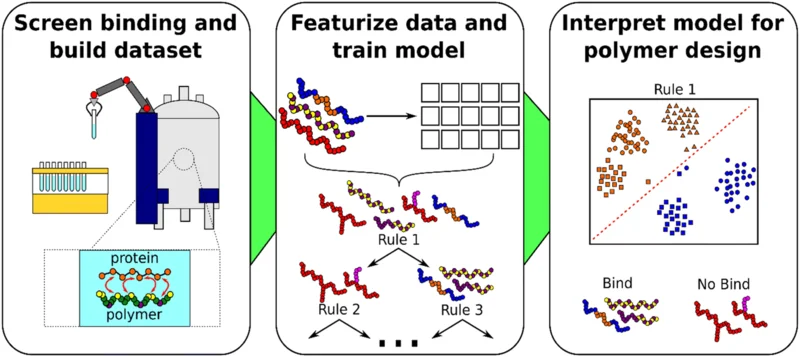 Screen binding and
build dataset
protein
polymer
Featurize data and
train model
Rule 1
Rule 2
Rule 3
Interpret model for
polymer design
Rule 1
Bind
No Bind